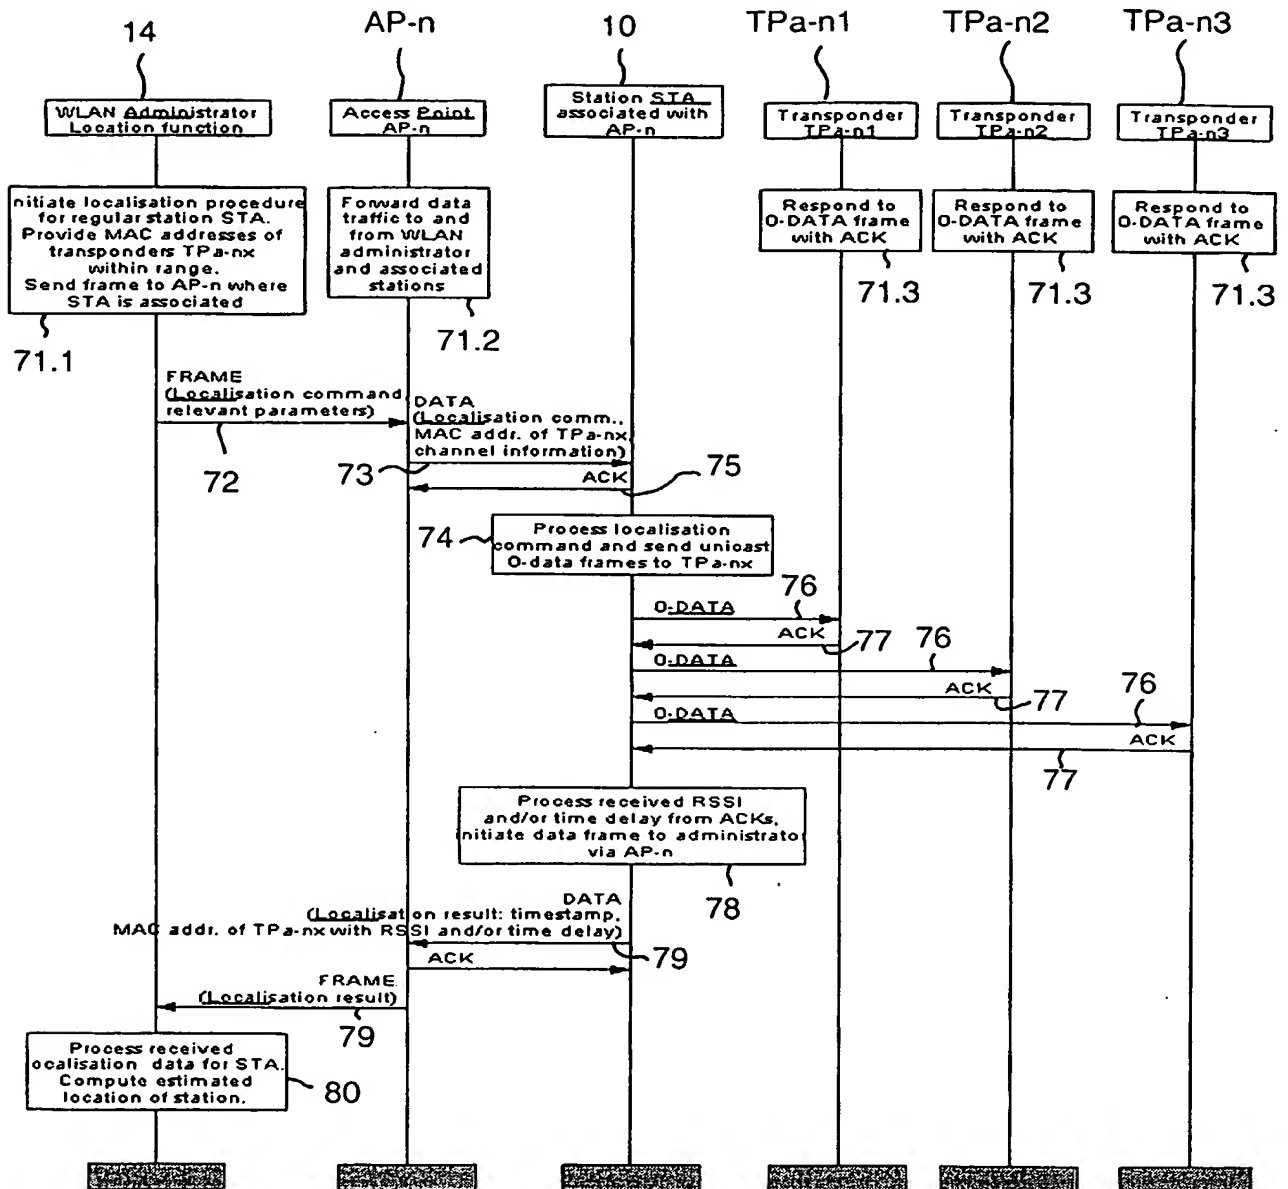 14
AP-n
10
TPa-n1
TPa-n2
TPa-n3
WLAN Administrator
Location function
Access Point
AP-n
Station STA
associated with
AP-n
Transponder
TPa-n1
Transponder
TPa-n2
Transponder
TPa-n3
nitiate localisation procedure
for regular station STA.
Provide MAC addresses of
transponders TPa-nx
within range.
Send frame to AP-n where
STA is associated
71.1
Forward data
traffic to and
from WLAN
administrator
and associated
stations
71.2
Respond to
0-DATA frame
with ACK
71.3
Respond to
0-DATA frame
with ACK
71.3
Respond to
0-DATA frame
with ACK
71.3
FRAME
(Localisation command,
relevant parameters)
72
DATA
(Localisation comm.,
MAC addr. of TPa-nx,
channel information)
73
ACK
75
74
Process localisation
command and send unicast
0-data frames to TPa-nx
0-DATA
76
ACK
77
0-DATA
76
ACK
77
0-DATA
76
ACK
77
Process received RSSI
and/or time delay from ACKs,
initiate data frame to administrato
via AP-n
78
DATA
(Localisation result: timestamp,
MAC addr. of TPa-nx with RSSI and/or time delay)
79
ACK
FRAME
(Localisation result)
79
Process received
ocalisation data for STA.
Compute estimated
location of station.
80